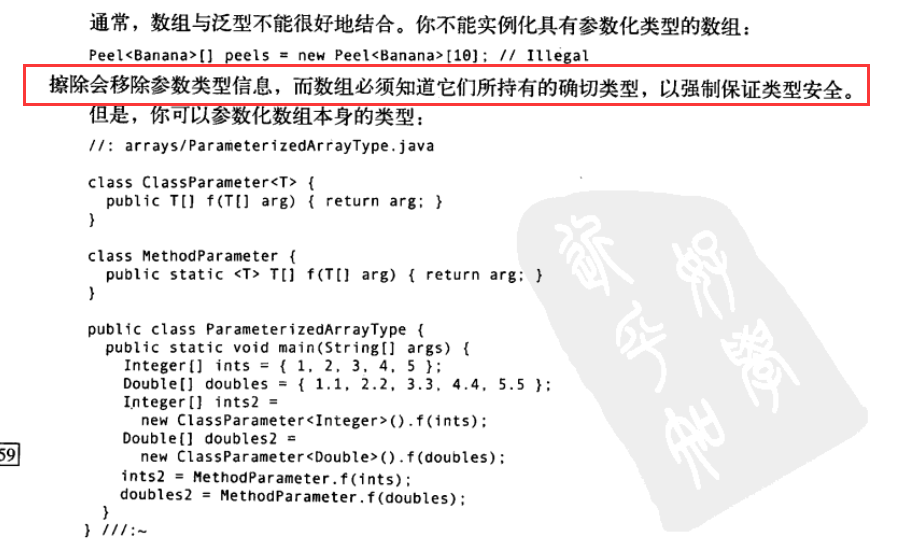 通常，数组与泛型不能很好地结合。你不能实例化具有参数化类型的数组：
Peel<Banana>[] peels = new Peel<Banana>[10]; // Illegal
擦除会移除参数类型信息，而数组必须知道它们所持有的确切类型，以强制保证类型安全。
但是，你可以参数化数组本身的类型：
//: arrays/ParameterizedArrayType.java
class ClassParameter<T> {
public T[] f(T[] arg) { return arg; }
}
class MethodParameter {
public static <T> T[] f(T[] arg) { return arg; }
}
public class ParameterizedArrayType {
public static void main(String[] args) {
Integer[] ints = { 1, 2, 3, 4, 5 };
Double[] doubles = { 1.1, 2.2, 3.3, 4.4, 5.5 };
Integer[] ints2 =
new ClassParameter<Integer>().f(ints);
Double[] doubles2 =
new ClassParameter<Double>().f(doubles);
59
ints2 = MethodParameter.f(ints);
doubles2 = MethodParameter.f(doubles);
}
} ///:~